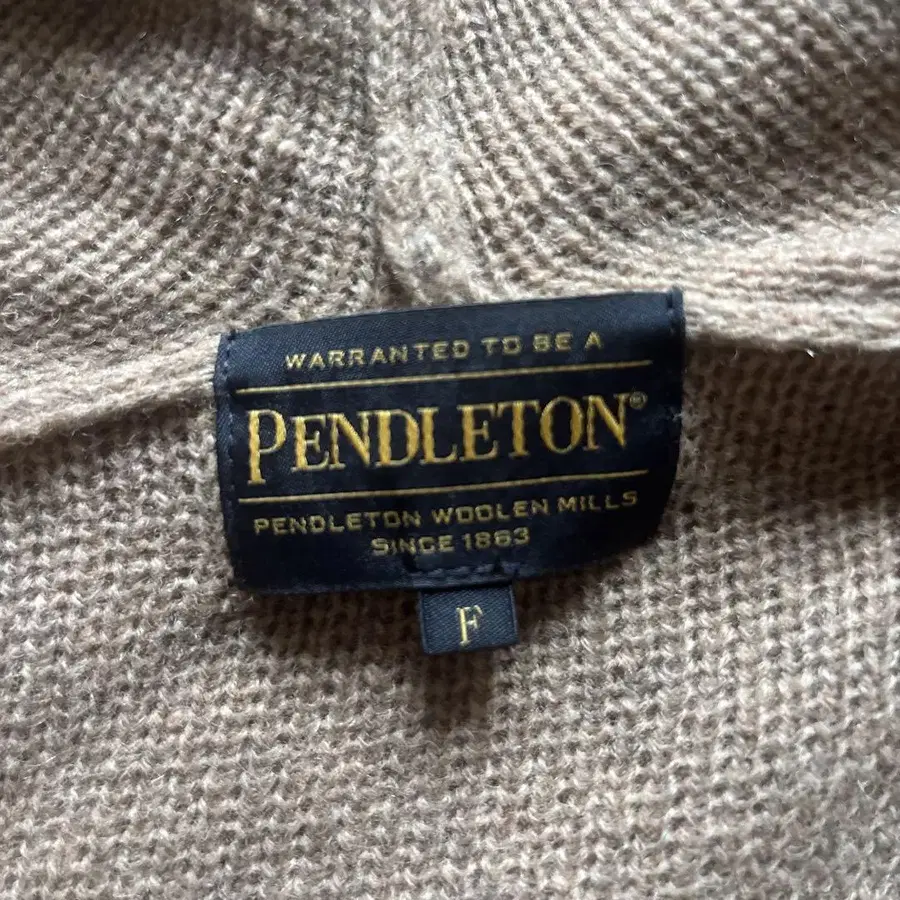 WARRANTED TO BE A
PENDLETON®
PENDLETON WOOLEN MILLS
SINCE 1863
F